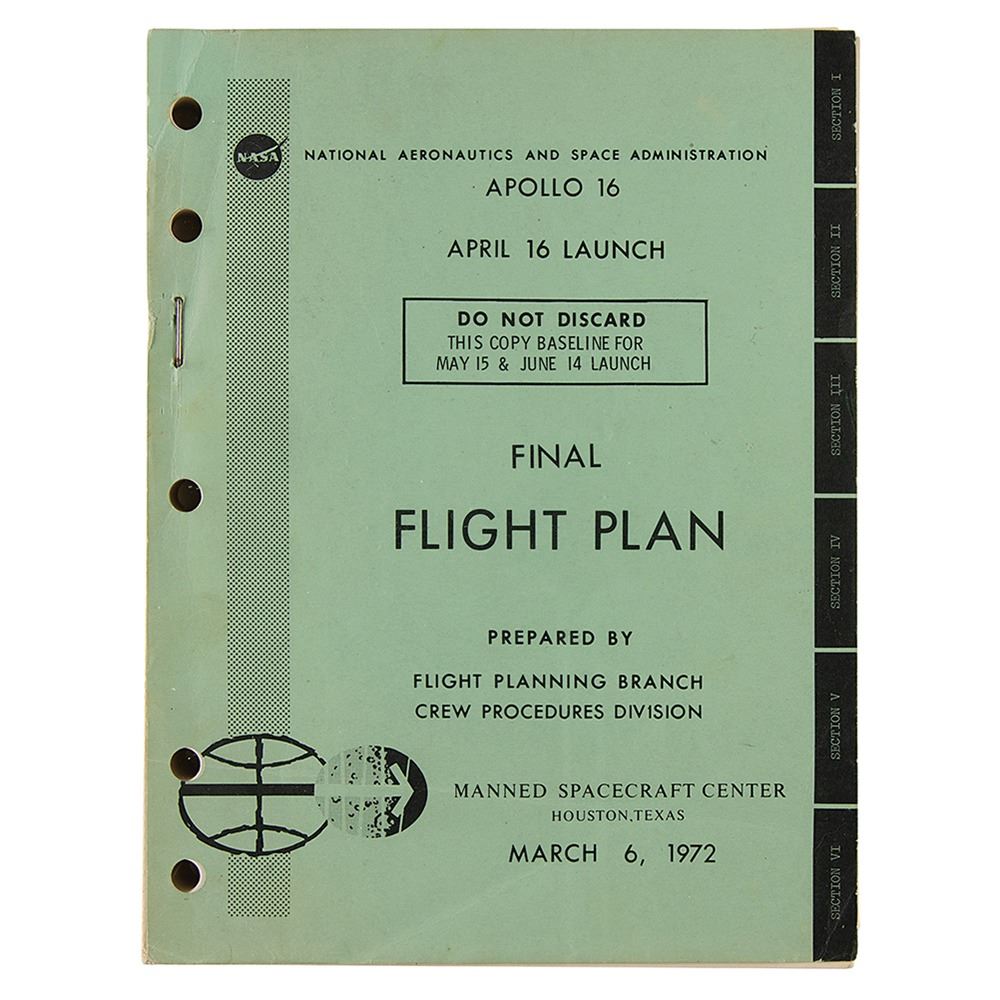 NASA
NATIONAL AERONAUTICS AND SPACE ADMINISTRATION
APOLLO 16
APRIL 16 LAUNCH
DO NOT DISCARD
THIS COPY BASELINE FOR
MAY 15 & JUNE 14 LAUNCH
FINAL
FLIGHT PLAN
PREPARED BY
FLIGHT PLANNING BRANCH
CREW PROCEDURES DIVISION
MANNED SPACECRAFT CENTER
HOUSTON, TEXAS
MARCH 6, 1972
SECTION I
SECTION II
SECTION III
SECTION IV
SECTION V
SECTION VI